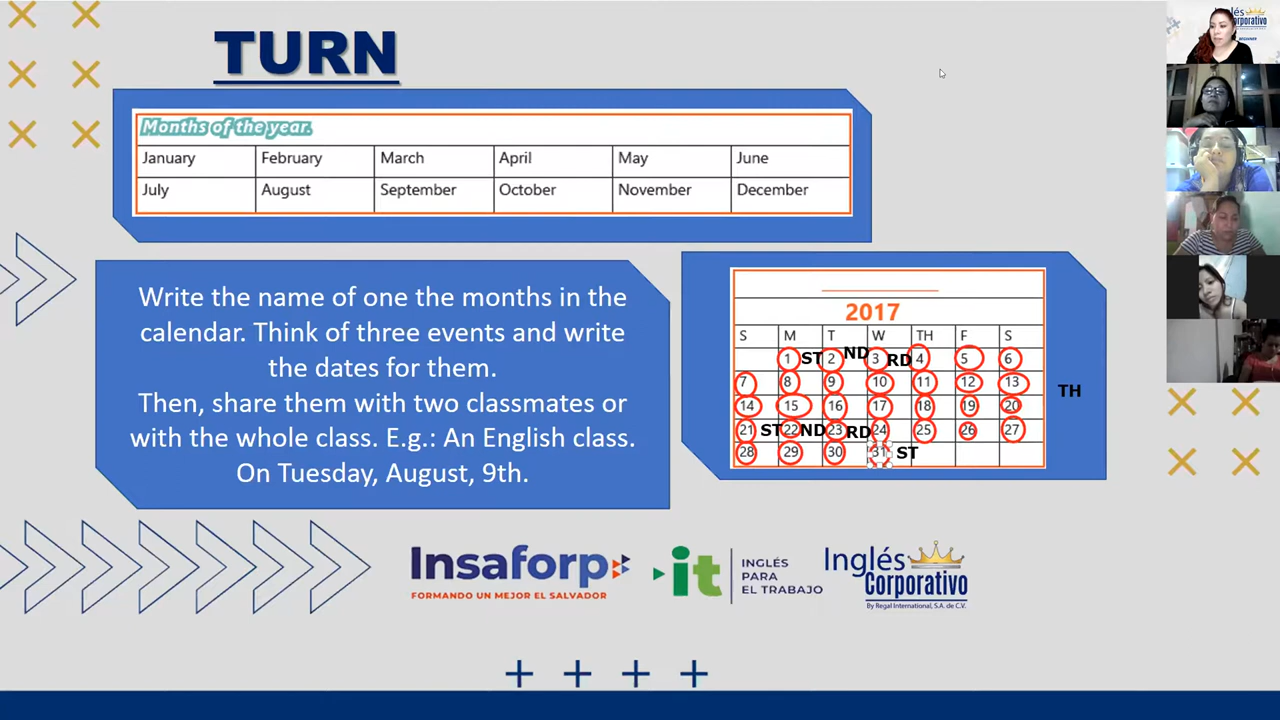 TURN
Months of the year.
January February March April May June
July August September October November December
Write the name of one the months in the
calendar. Think of three events and write
the dates for them.
Then, share them with two classmates or
with the whole class. E.g.: An English class.
On Tuesday, August, 9th.
2017
S M T W TH F S
1 ST 2 ND 3 RD 4 5 6
7 8 9 10 11 12 13
TH
14 15 16 17 18 19 20
21 ST 22 ND 23 RD 24 25 26 27
28 29 30 31 ST
Insaforp
FORMANDO UN MEJOR EL SALVADOR
it
INGLÉS
PARA
EL TRABAJO
Inglés
Corporativo
By Regal International, S.A. de C.V.
Inglés
Corporativo